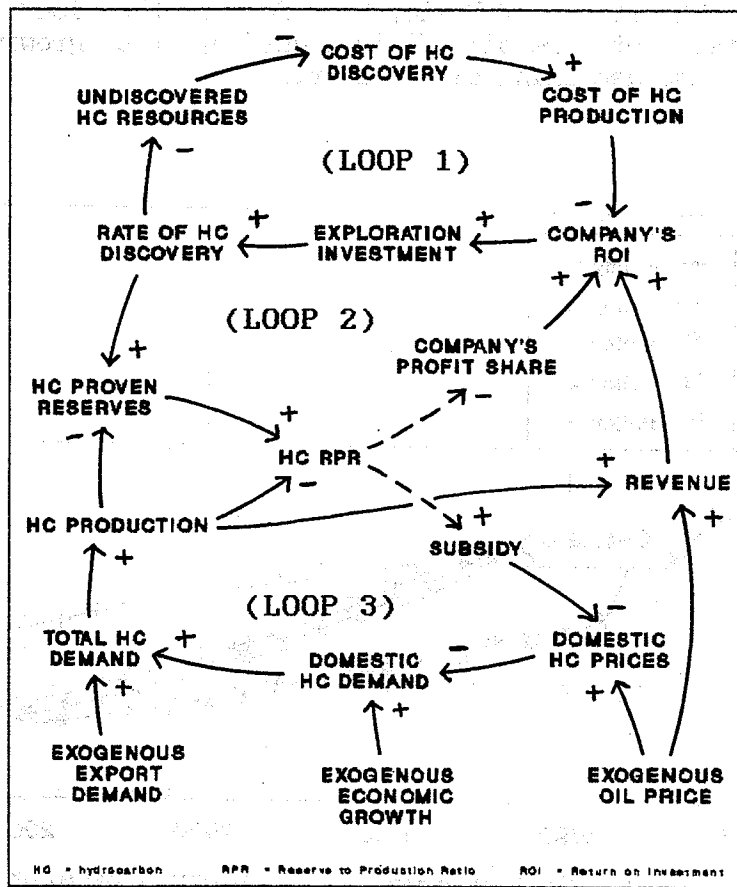 COST OF HC
DISCOVERY
UNDISCOVERED
HC RESOURCES
COST OF HC
PRODUCTION
(LOOP 1)
RATE OF HC
DISCOVERY
EXPLORATION
INVESTMENT
COMPANY'S
ROI
(LOOP 2)
COMPANY'S
PROFIT SHARE
HC PROVEN
RESERVES
HC RPR
REVENUE
HC PRODUCTION
SUBSIDY
(LOOP 3)
TOTAL HC
DEMAND
DOMESTIC
HC DEMAND
DOMESTIC
HC PRICES
EXOGENOUS
EXPORT
DEMAND
EXOGENOUS
ECONOMIC
GROWTH
EXOGENOUS
OIL PRICE
HC = hydrocarbon RPR = Reserve to Production Ratio ROI = Return on Investment